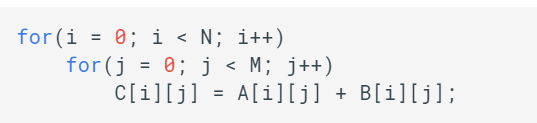 for(i = 0; i < N; i++)
    for(j = 0; j < M; j++)
        C[i][j] = A[i][j] + B[i][j];